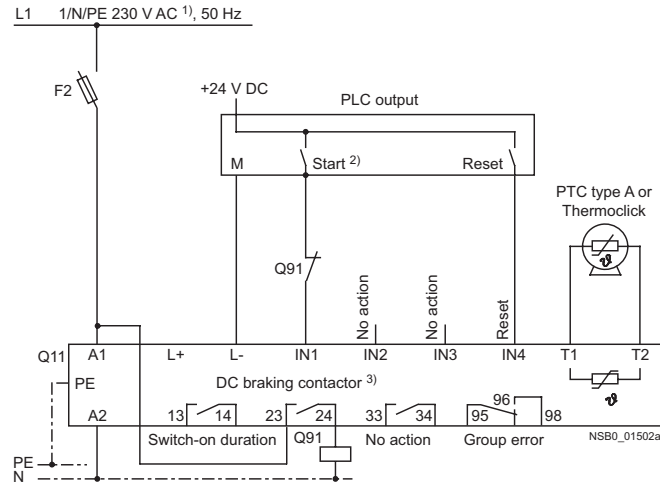 L1 1/N/PE 230 V AC 1), 50 Hz
F2
+24 V DC
PLC output
M
Start 2)
Reset
PTC type A or
Thermoclick
ϑ
Q91
No action
No action
Reset
Q11
A1 L+ L- IN1 IN2 IN3 IN4 T1 T2
PE
DC braking contactor 3)
ϑ
A2
13 14 23 24 33 34 95 96 98
Switch-on duration
Q91
No action
Group error
NSB0_01502a
PE
N